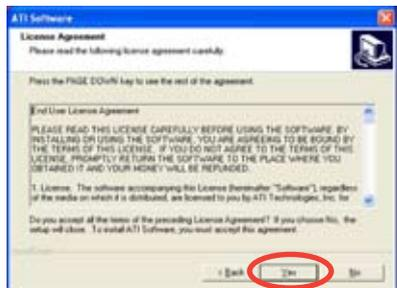 ATI Software
License Agreement
Please read the following license agreement carefully.
Press the PAGE DOWN key to see the rest of the agreement.
End User License Agreement
PLEASE READ THIS LICENSE CAREFULLY BEFORE USING THE SOFTWARE. BY
INSTALLING OR USING THE SOFTWARE, YOU ARE AGREEING TO BE BOUND BY
THE TERMS OF THIS LICENSE. IF YOU DO NOT AGREE TO THE TERMS OF THIS
LICENSE, PROMPTLY RETURN THE SOFTWARE TO THE PLACE WHERE YOU
OBTAINED IT AND YOUR MONEY WILL BE REFUNDED.
1. License. The software accompanying this License (hereinafter "Software"), regardless
of the media on which it is distributed, are licensed to you by ATI Technologies, Inc. for
Do you accept all the terms of the preceding License Agreement? If you choose No, the
setup will close. To install ATI Software, you must accept this agreement.
< Back Yes No